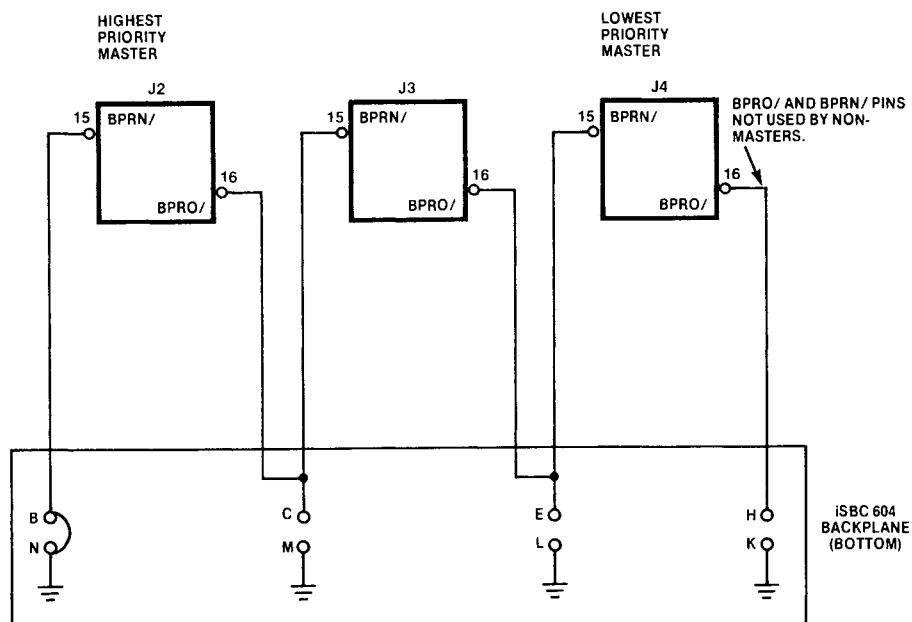 HIGHEST
PRIORITY
MASTER
LOWEST
PRIORITY
MASTER
J2
J3
J4
BPRO/ AND BPRN/ PINS
NOT USED BY NON-
MASTERS.
15
BPRN/
16
BPRO/
15
BPRN/
16
BPRO/
15
BPRN/
16
BPRO/
B
N
C
M
E
L
H
K
iSBC 604
BACKPLANE
(BOTTOM)